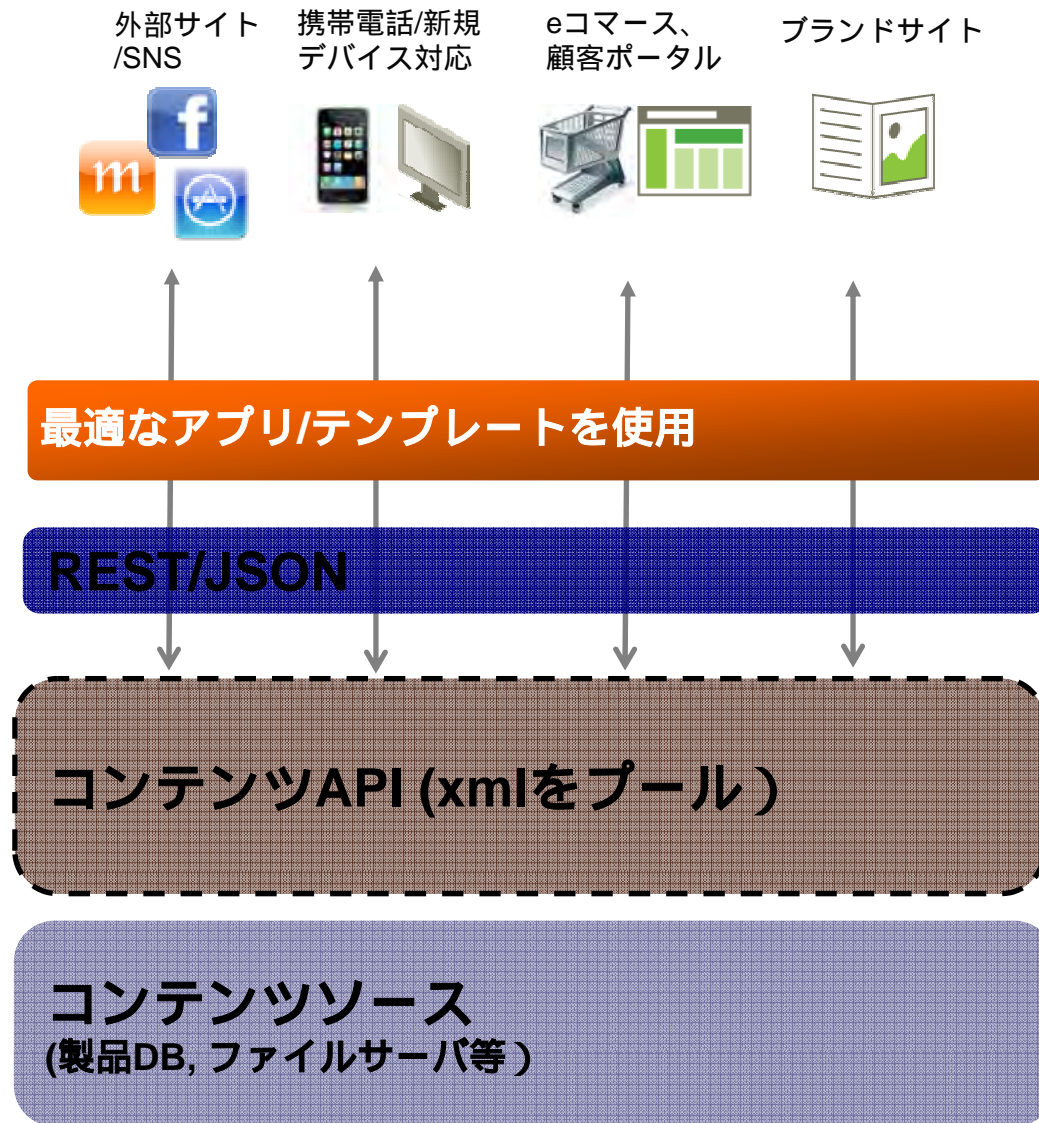 外部サイト
/SNS
携帯電話/新規
デバイス対応
eコマース、
顧客ポータル
ブランドサイト
f
m
最適なアプリ/テンプレートを使用
REST/JSON
コンテンツAPI (xmlをプール）
コンテンツソース
(製品DB, ファイルサーバ等）